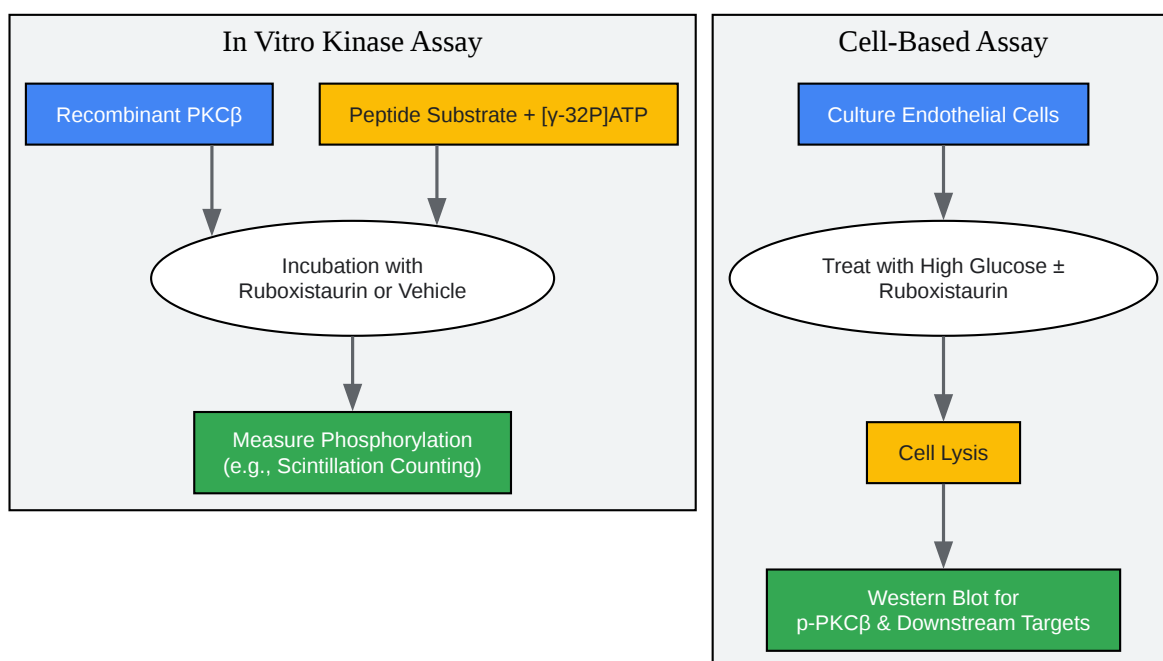 In Vitro Kinase Assay
Recombinant PKCβ
Peptide Substrate + [γ-32P]ATP
Incubation with
Ruboxistaurin or Vehicle
Measure Phosphorylation
(e.g., Scintillation Counting)
Cell-Based Assay
Culture Endothelial Cells
Treat with High Glucose ±
Ruboxistaurin
Cell Lysis
Western Blot for
p-PKCβ & Downstream Targets